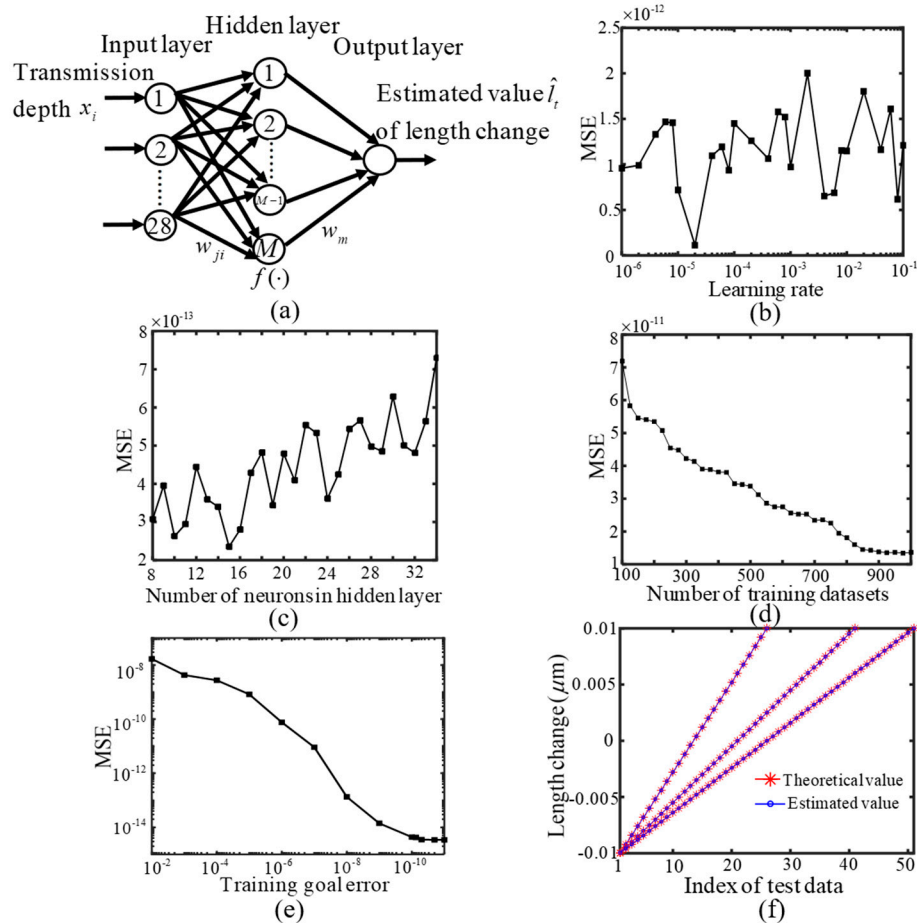 Hidden layer
Input layer
Output layer
Transmission
depth x_i
1
2
28
1
2
M−1
M
w_{ji}
w_m
f(·)
Estimated value \hat{l}_t
of length change
(a)
×10⁻¹²
MSE
2.5
2
1.5
1
0.5
0
10⁻⁶ 10⁻⁵ 10⁻⁴ 10⁻³ 10⁻² 10⁻¹
Learning rate
(b)
×10⁻¹³
MSE
8
7
6
5
4
3
2
8 12 16 20 24 28 32
Number of neurons in hidden layer
(c)
×10⁻¹¹
MSE
8
7
6
5
4
3
2
1
100 300 500 700 900
Number of training datasets
(d)
MSE
10⁻⁸
10⁻¹⁰
10⁻¹²
10⁻¹⁴
10⁻² 10⁻⁴ 10⁻⁶ 10⁻⁸ 10⁻¹⁰
Training goal error
(e)
Length change (μm)
0.01
0.005
0
−0.005
−0.01
Theoretical value
Estimated value
1 10 20 30 40 50
Index of test data
(f)